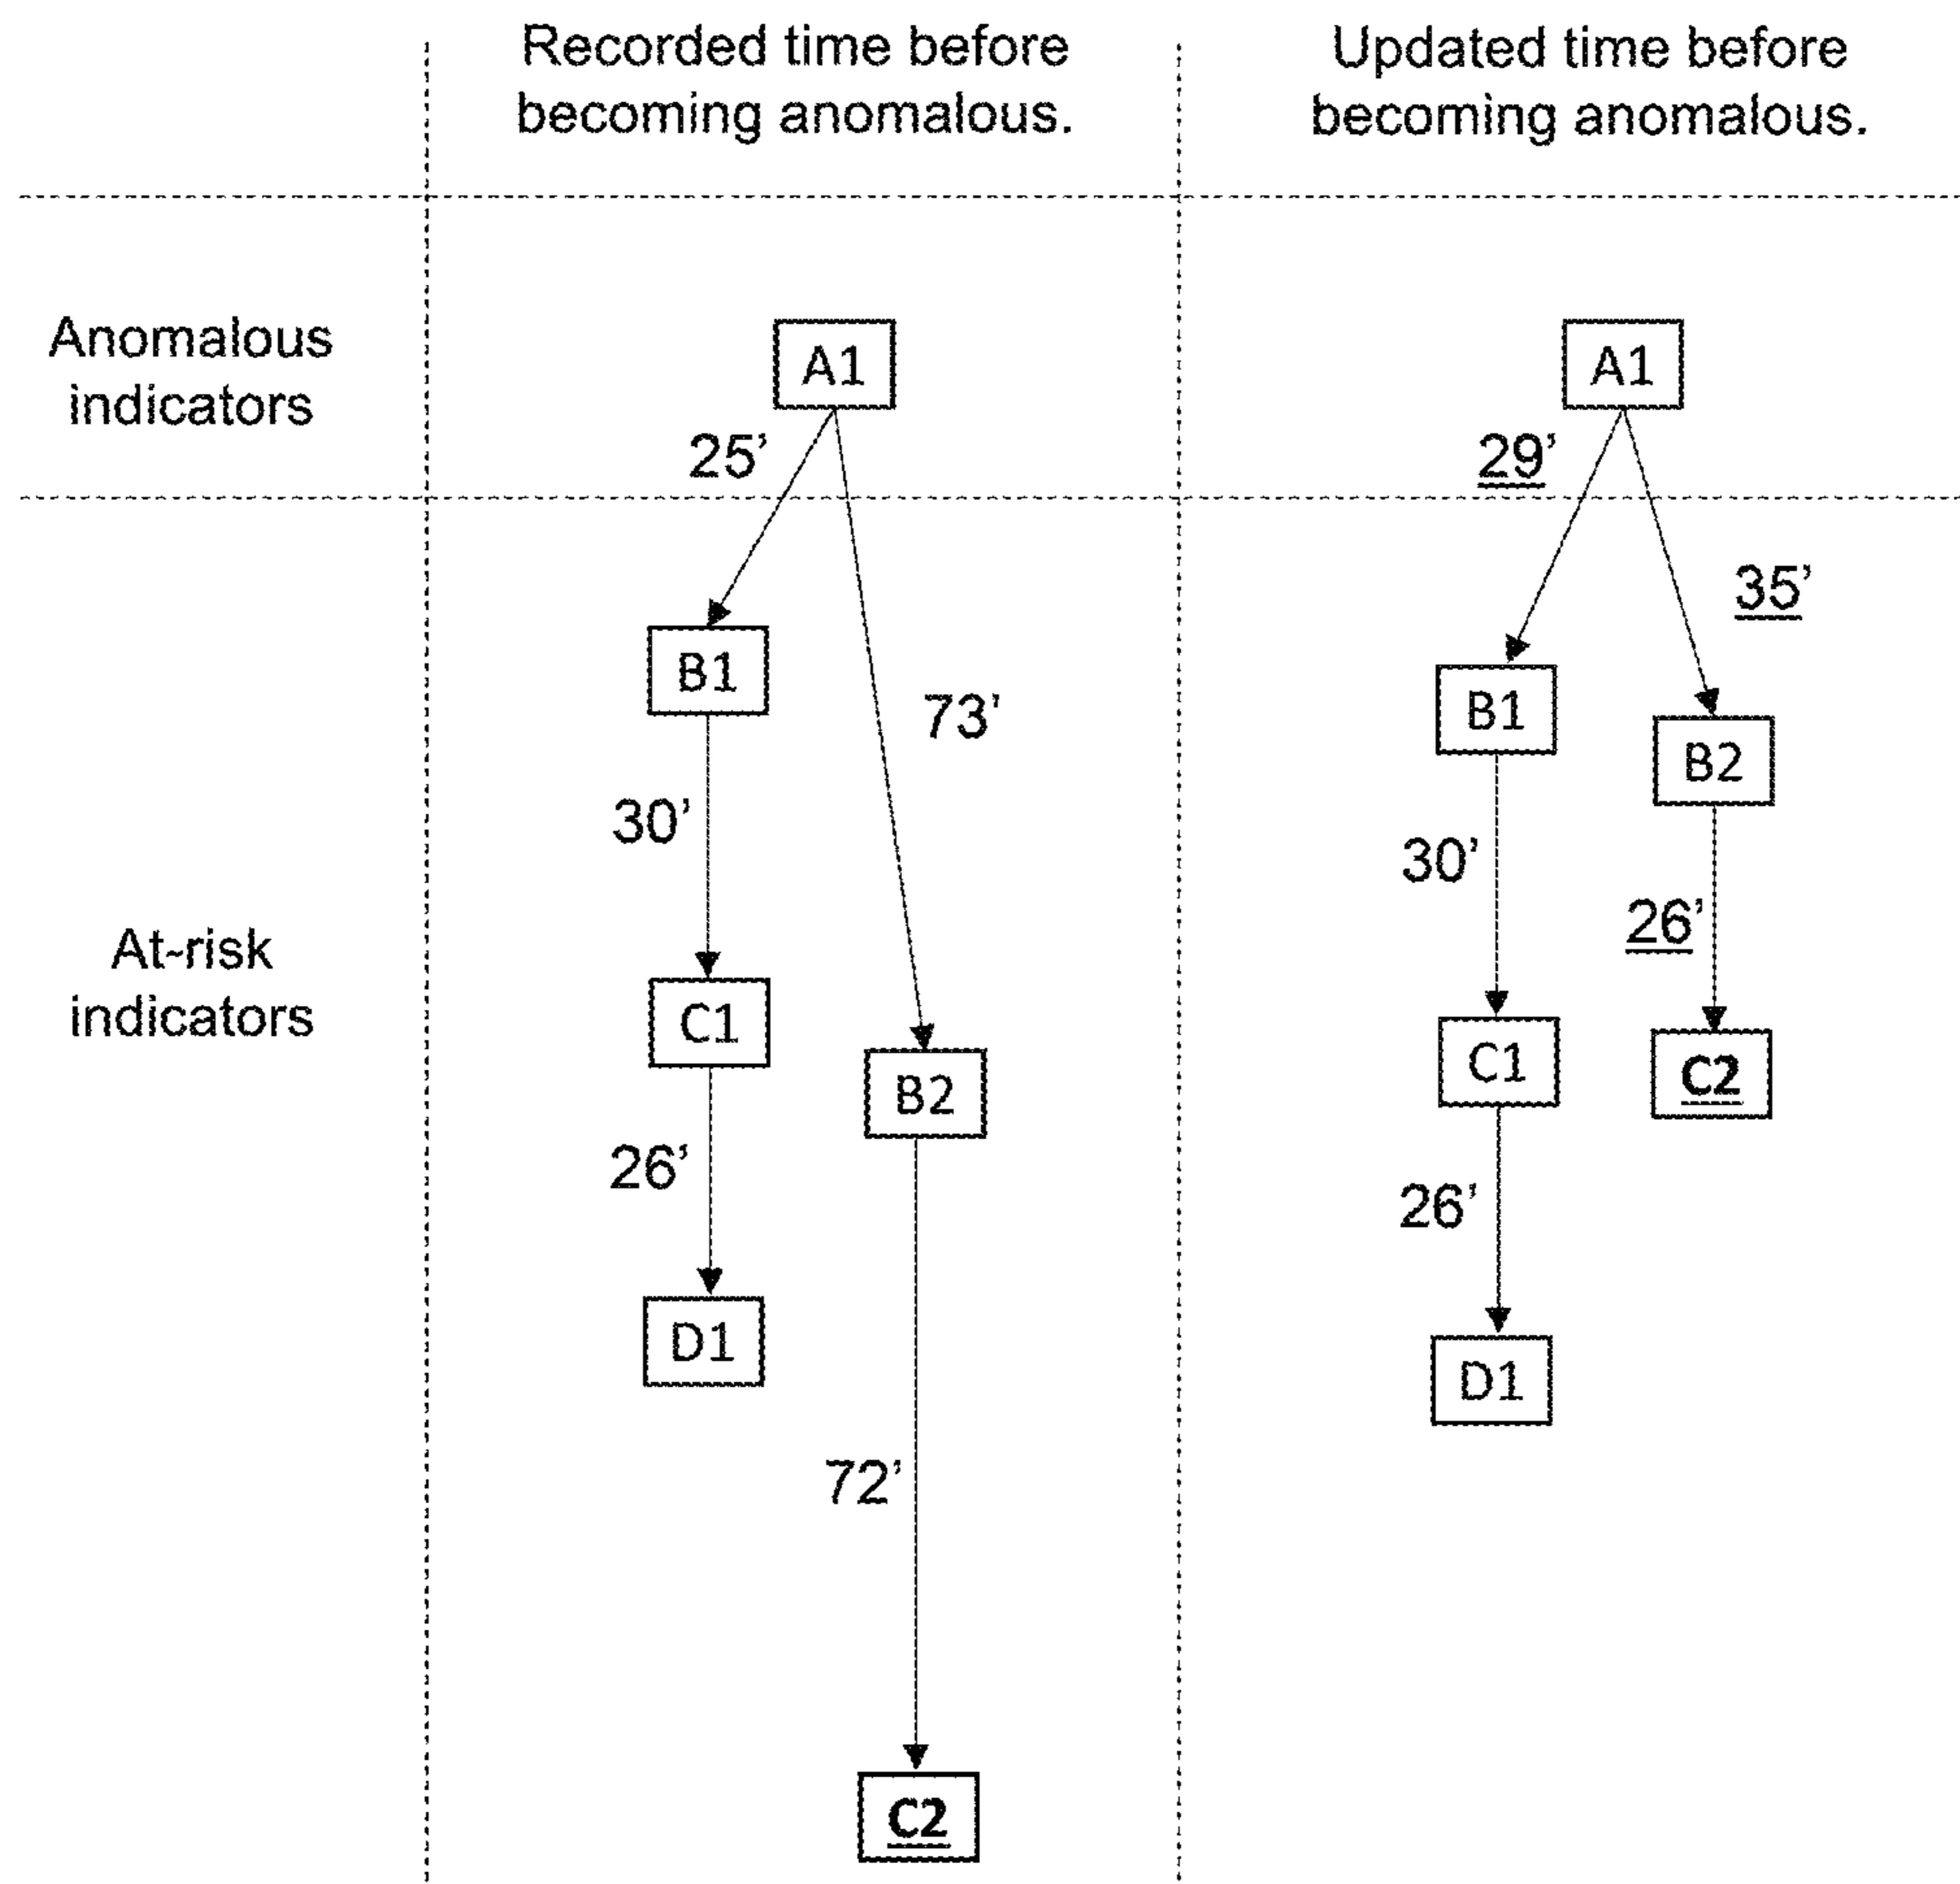 Recorded time before
becoming anomalous.
Updated time before
becoming anomalous.
Anomalous
indicators
A1
25’
A1
29’
At-risk
indicators
B1
73’
30’
C1
B2
26’
D1
72’
C2
35’
B1
B2
30’
26’
C1
C2
26’
D1